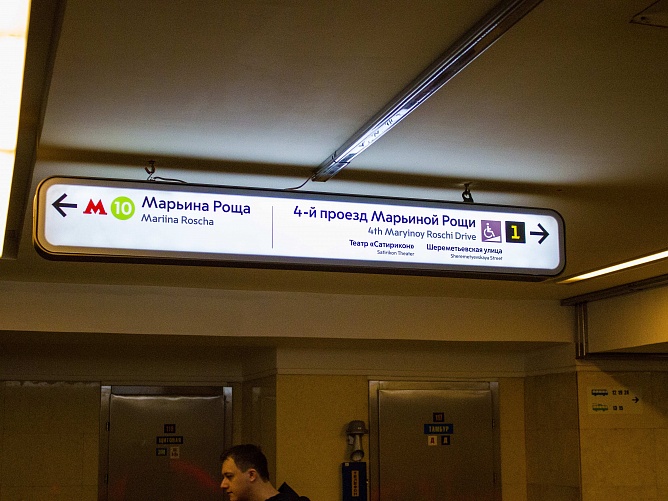 М 10 Марьина Роща
Mariina Roscha
4-й проезд Марьиной Рощи 1
4th Maryinoy Roschi Drive
Театр «Сатирикон» Шереметьевская улица
Satirikon Theater Sheremetyevskaya Street
ТАМБУР